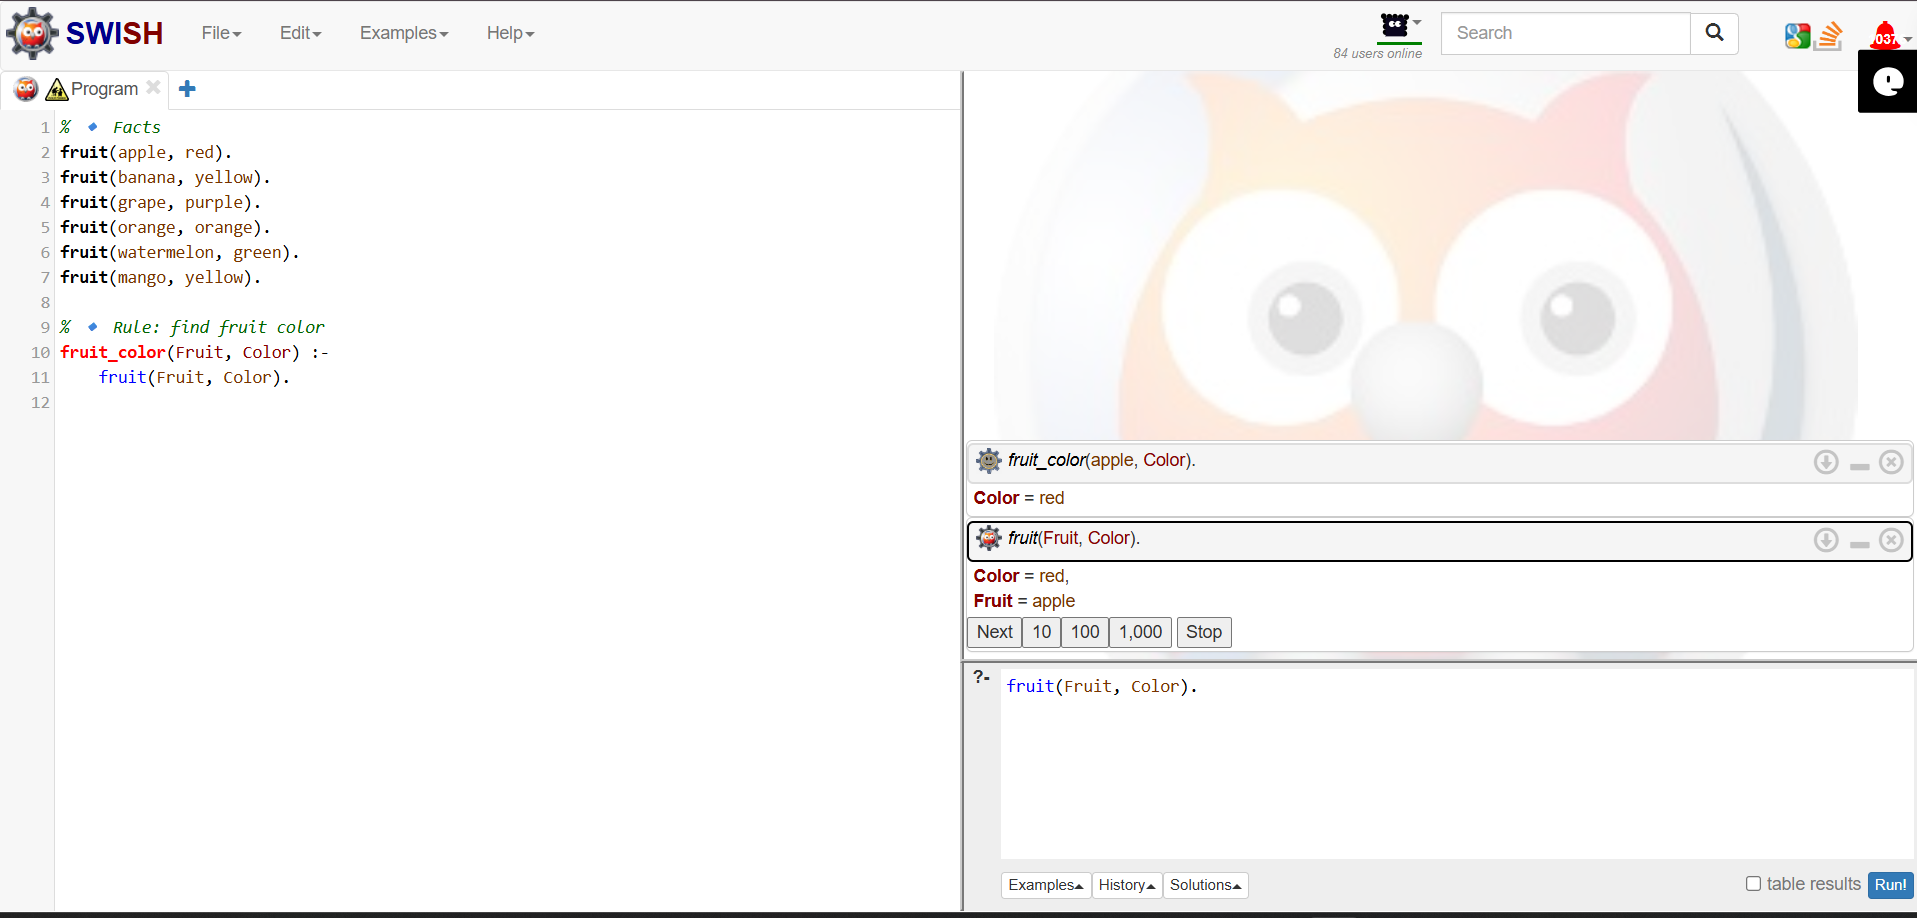 SWISH File Edit Examples Help
84 users online
Search
037
Program
1 % 🔹 Facts
2 fruit(apple, red).
3 fruit(banana, yellow).
4 fruit(grape, purple).
5 fruit(orange, orange).
6 fruit(watermelon, green).
7 fruit(mango, yellow).
8
9 % 🔹 Rule: find fruit color
10 fruit_color(Fruit, Color) :-
11 fruit(Fruit, Color).
12
fruit_color(apple, Color).
Color = red
fruit(Fruit, Color).
Color = red,
Fruit = apple
Next 10 100 1,000 Stop
?- fruit(Fruit, Color).
Examples History Solutions table results Run!